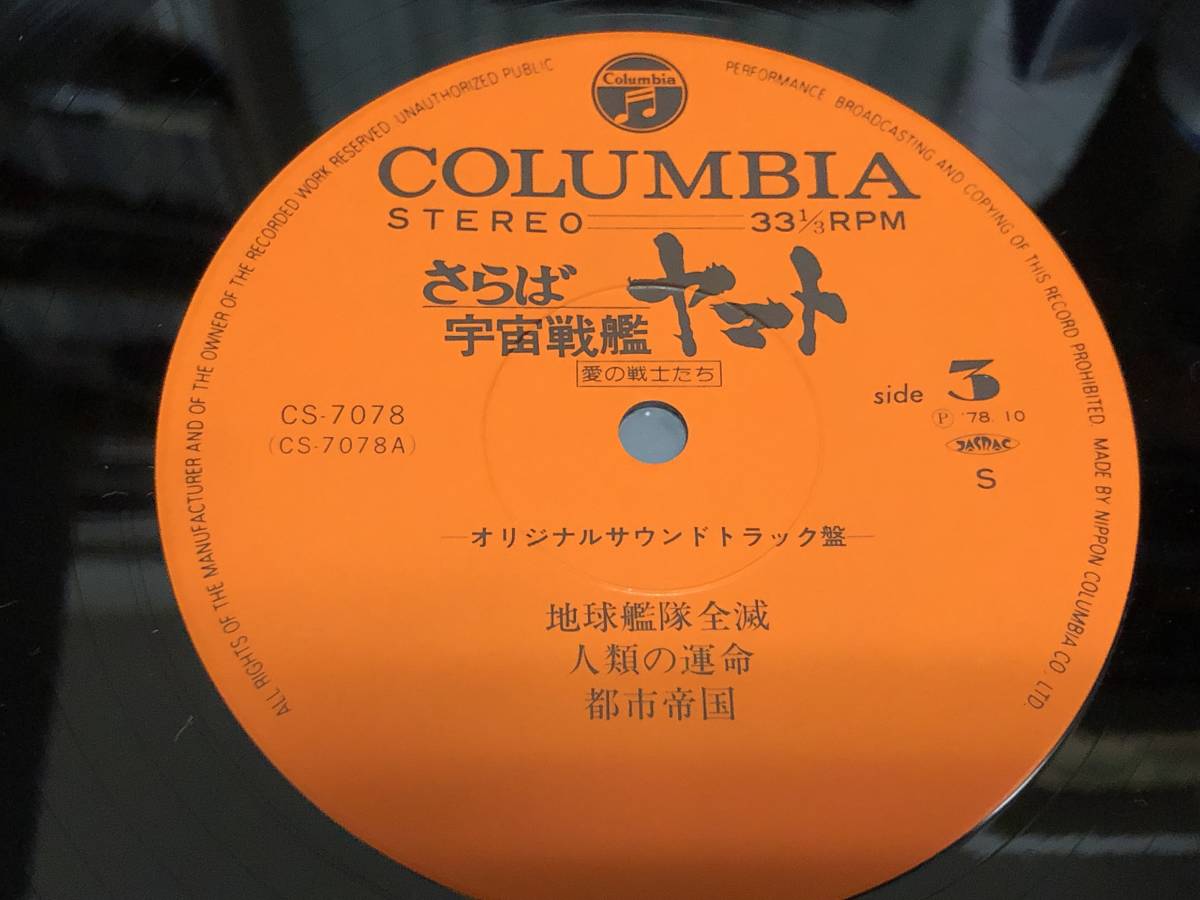 Columbia
COLUMBIA
STEREO 33 1/3 RPM
さらば
宇宙戦艦
ヤマト
愛の戦士たち
CS-7078
(CS-7078A)
side 3
Ⓟ '78.10
JASRAC
S
オリジナルサウンドトラック盤
地球艦隊全滅
人類の運命
都市帝国
ALL RIGHTS OF THE MANUFACTURER AND OF THE OWNER OF THE RECORDED WORK RESERVED UNAUTHORIZED PUBLIC PERFORMANCE BROADCASTING AND COPYING OF THIS RECORD PROHIBITED. MADE BY NIPPON COLUMBIA CO. LTD.